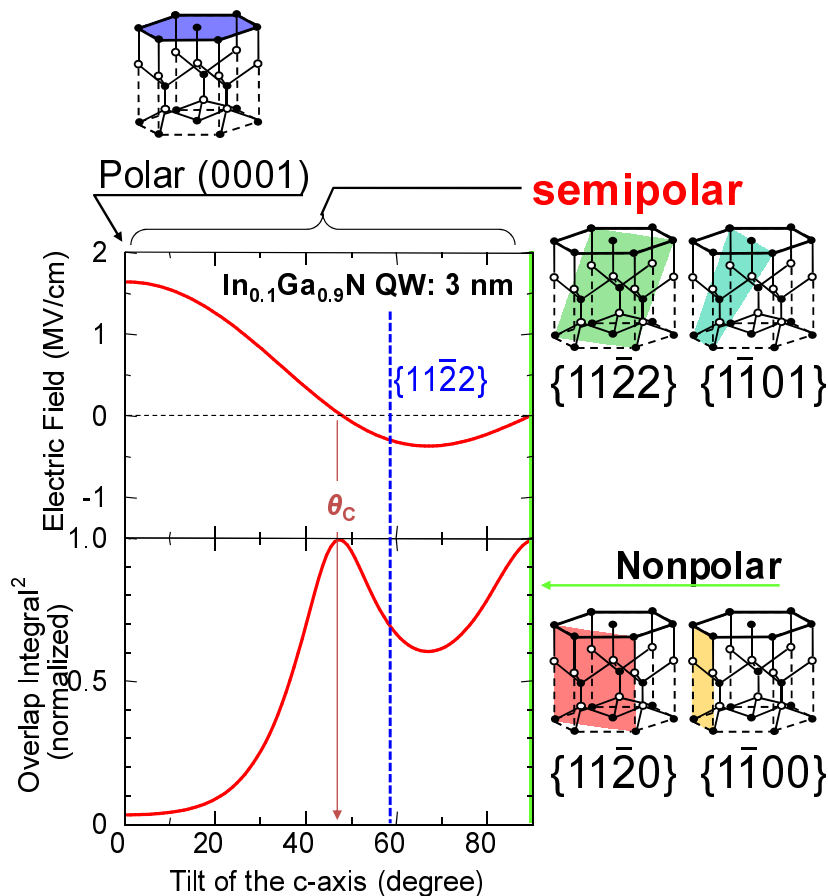 Polar (0001)
semipolar
In₀.₁Ga₀.₉N QW: 3 nm
{112̅2}
Electric Field (MV/cm)
2
1
0
-1
θC
{112̅2} {11̅01}
Nonpolar
Overlap Integral²
(normalized)
1.0
0.5
0
{112̅0} {11̅00}
0 20 40 60 80
Tilt of the c-axis (degree)